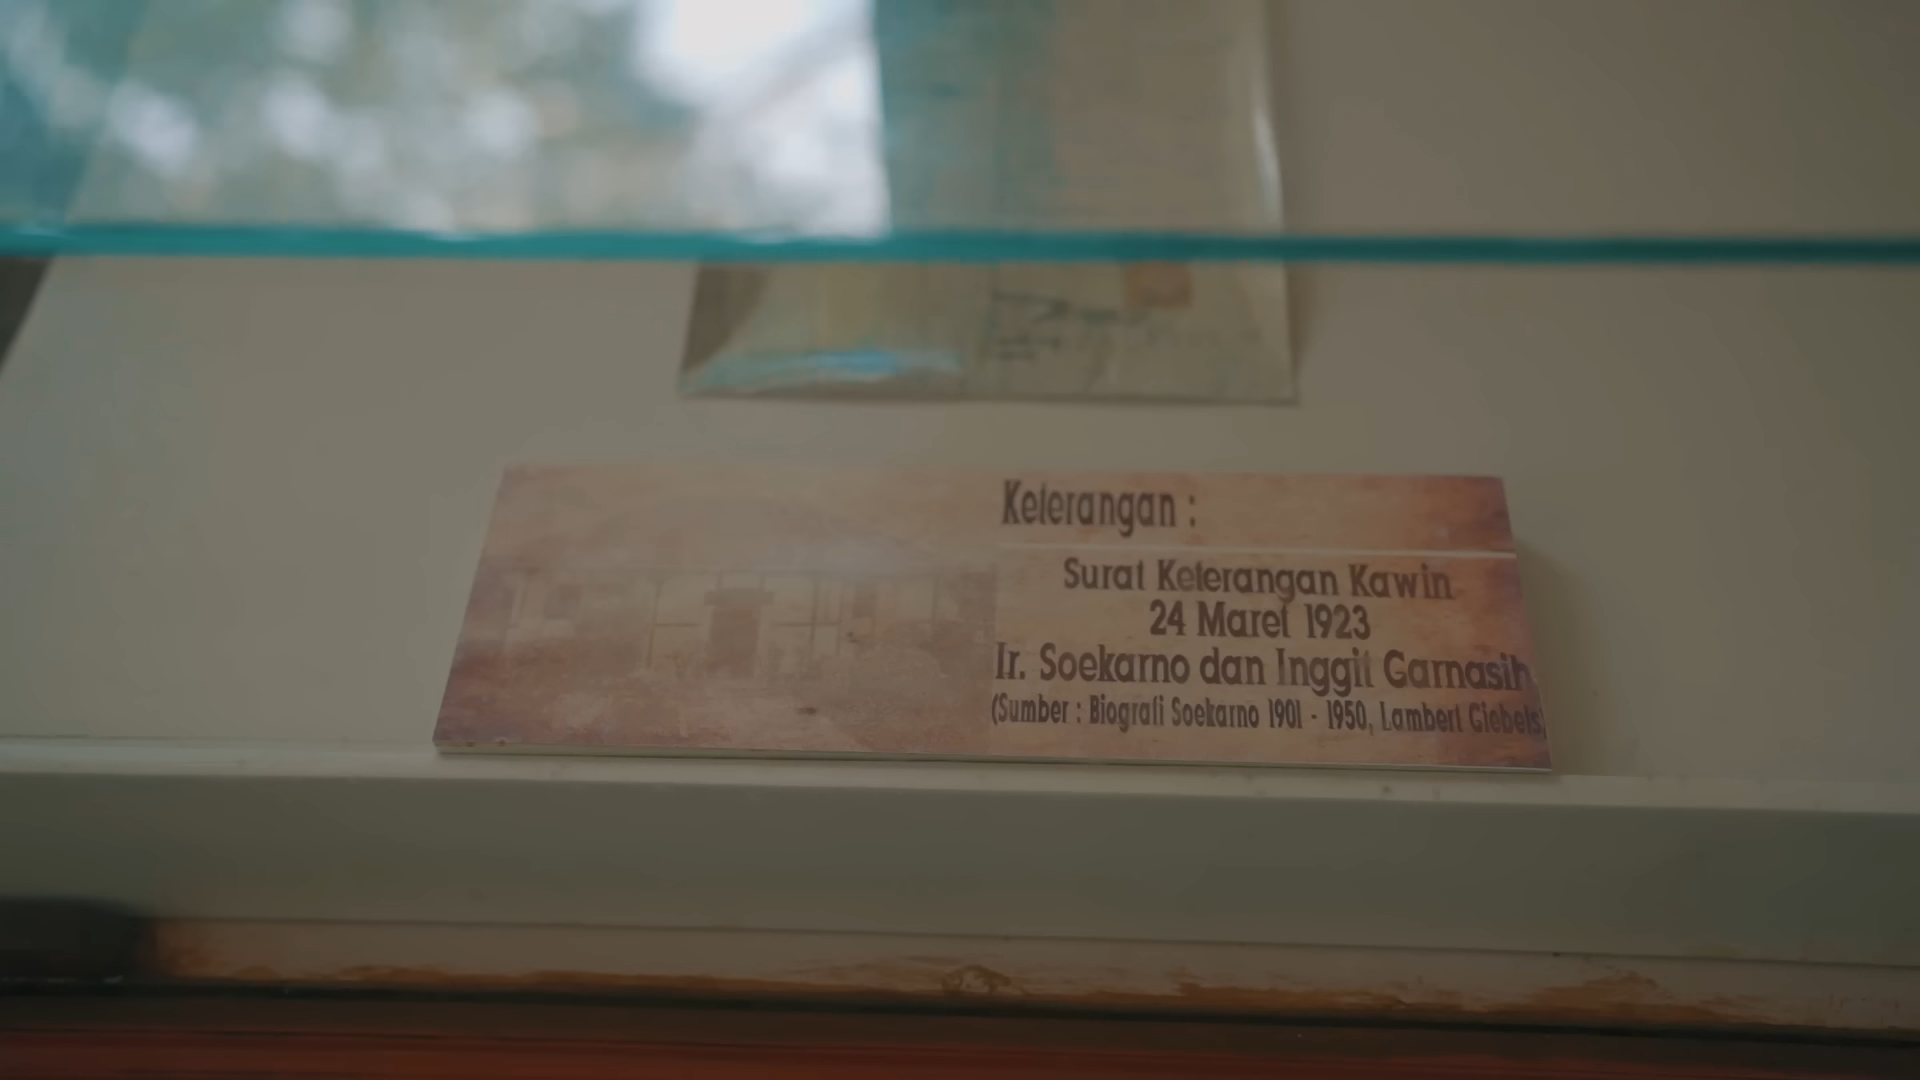 Keterangan :
Surat Keterangan Kawin
24 Maret 1923
Ir. Soekarno dan Inggit Garnasih
(Sumber : Biografi Soekarno 1901 - 1950, Lambert Giebels)